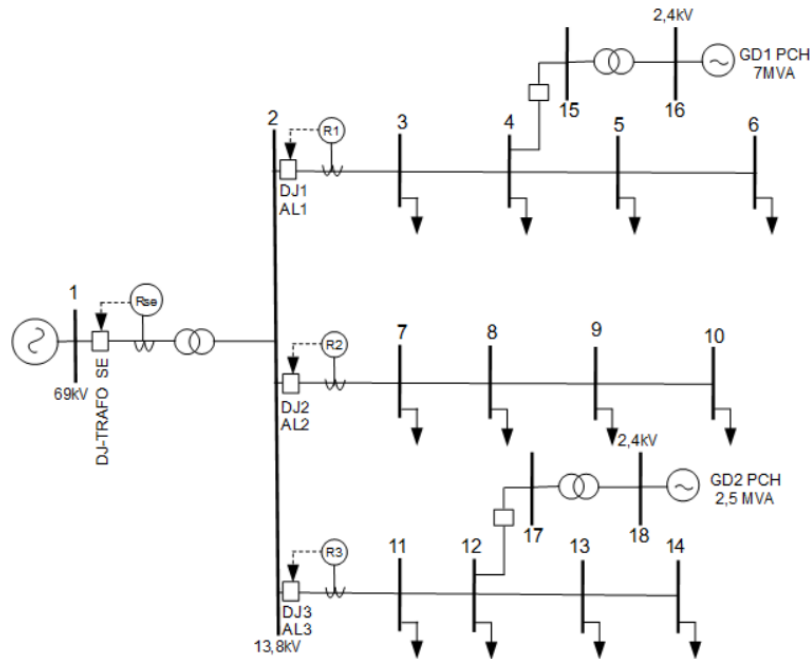 2,4kV
GD1 PCH
7MVA
15
16
2
R1
3
4
5
6
DJ1
AL1
1
Rse
69kV
DJ-TRAFO SE
R2
7
8
9
10
DJ2
AL2
2,4kV
GD2 PCH
2,5 MVA
17
18
R3
11
12
13
14
DJ3
AL3
13,8kV